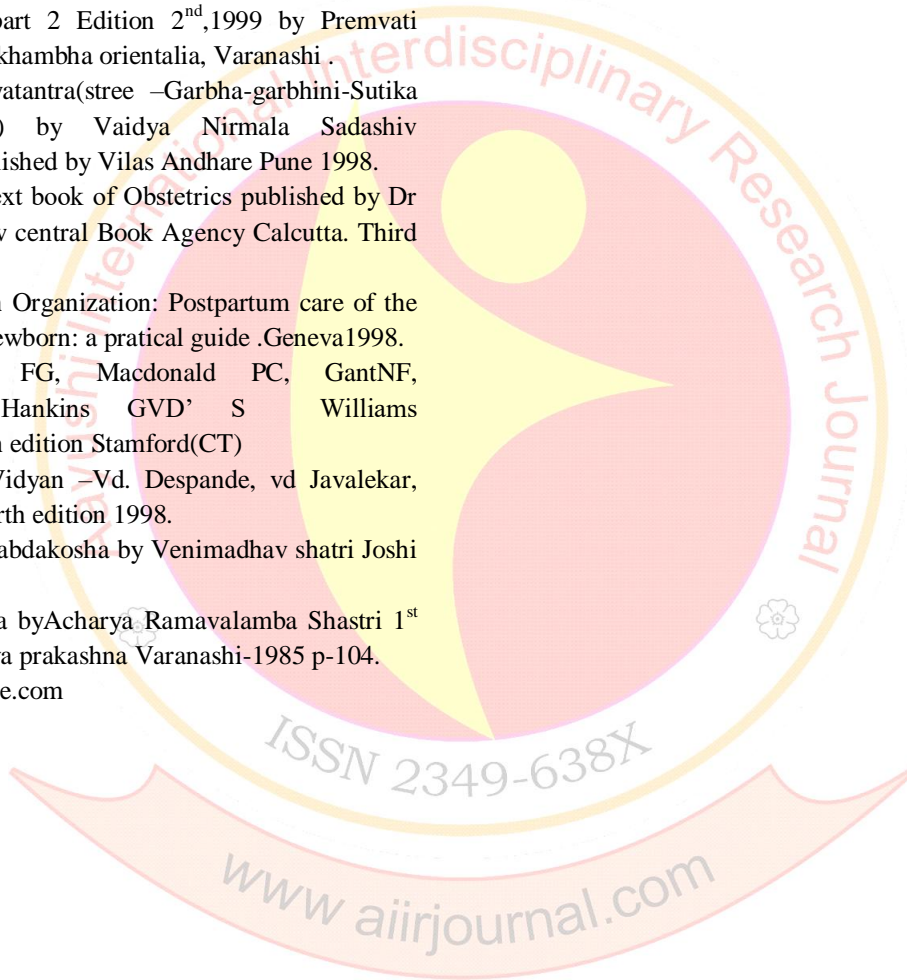 part 2 Edition 2nd,1999 by Premvati
khambha orientalia, Varanashi .
vatantra(stree –Garbha-garbhini-Sutika
) by Vaidya Nirmala Sadashiv
lished by Vilas Andhare Pune 1998.
ext book of Obstetrics published by Dr
w central Book Agency Calcutta. Third
n Organization: Postpartum care of the
ewborn: a pratical guide .Geneva1998.
FG, Macdonald PC, GantNF,
Hankins GVD’ S Williams
h edition Stamford(CT)
Vidyan –Vd. Despande, vd Javalekar,
rth edition 1998.
abdakosha by Venimadhav shatri Joshi
a byAcharya Ramavalamba Shastri 1st
va prakashna Varanashi-1985 p-104.
e.com
Aayushi International Interdisciplinary Research Journal
ISSN 2349-638X
www aiirjournal.com